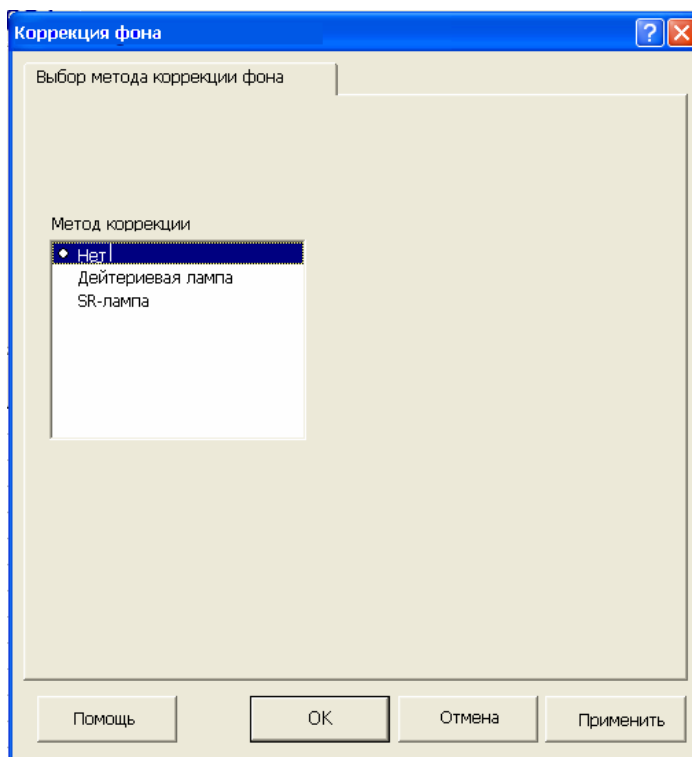 Коррекция фона
?
Выбор метода коррекции фона
Метод коррекции
Нет
Дейтериевая лампа
SR-лампа
Помощь
OK
Отмена
Применить